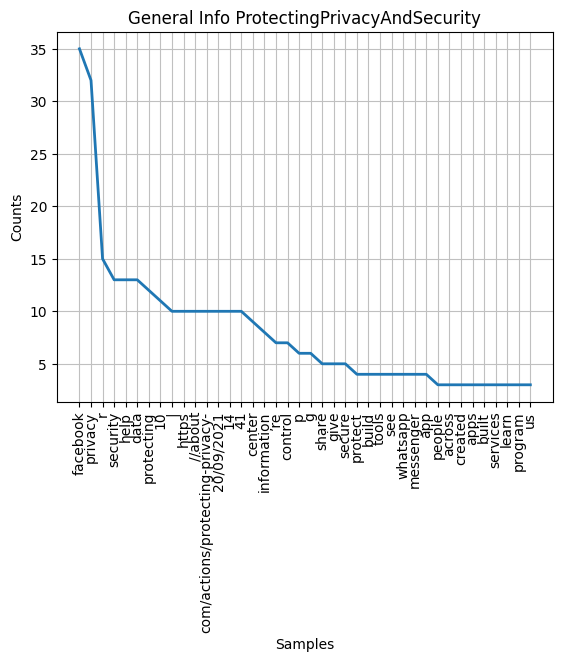 General Info ProtectingPrivacyAndSecurity
Counts
35
30
25
20
15
10
5
facebook
privacy
r
security
help
data
protecting
10
|
https
//about
com/actions/protecting-privacy-
20/09/2021
14
41
center
information
're
control
p
g
share
give
secure
protect
build
tools
see
whatsapp
messenger
app
people
across
created
apps
built
services
learn
program
us
Samples